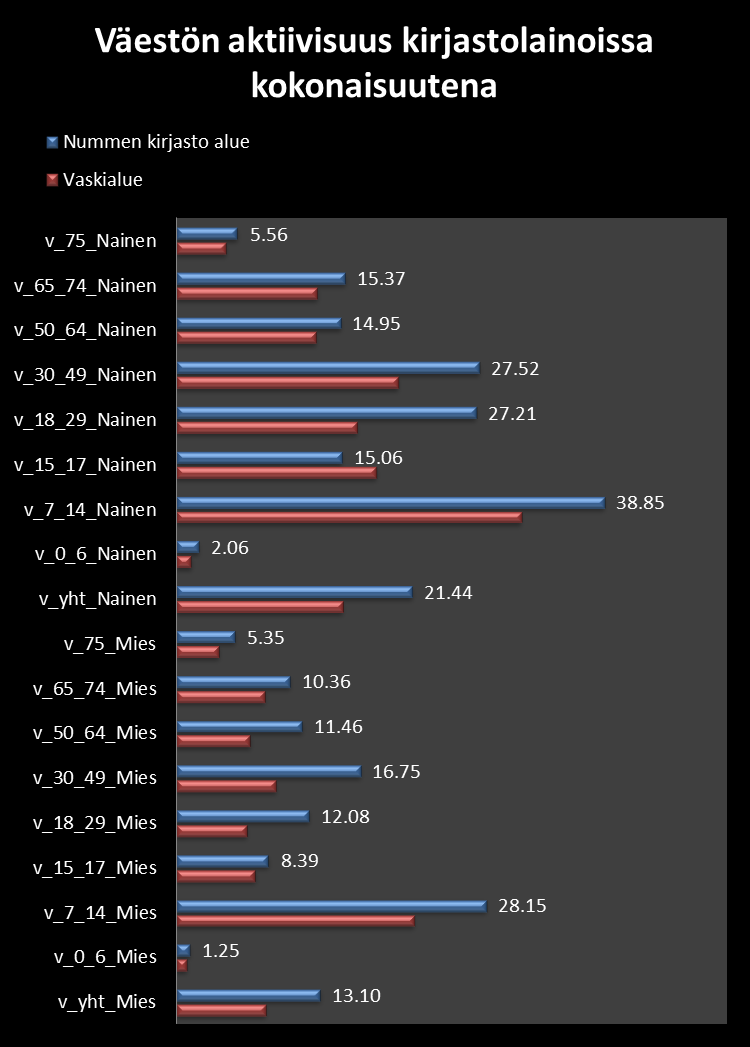 Väestön aktiivisuus kirjastolainoissa
kokonaisuutena
Nummen kirjasto alue
Vaskialue
v_75_Nainen 5.56
v_65_74_Nainen 15.37
v_50_64_Nainen 14.95
v_30_49_Nainen 27.52
v_18_29_Nainen 27.21
v_15_17_Nainen 15.06
v_7_14_Nainen 38.85
v_0_6_Nainen 2.06
v_yht_Nainen 21.44
v_75_Mies 5.35
v_65_74_Mies 10.36
v_50_64_Mies 11.46
v_30_49_Mies 16.75
v_18_29_Mies 12.08
v_15_17_Mies 8.39
v_7_14_Mies 28.15
v_0_6_Mies 1.25
v_yht_Mies 13.10